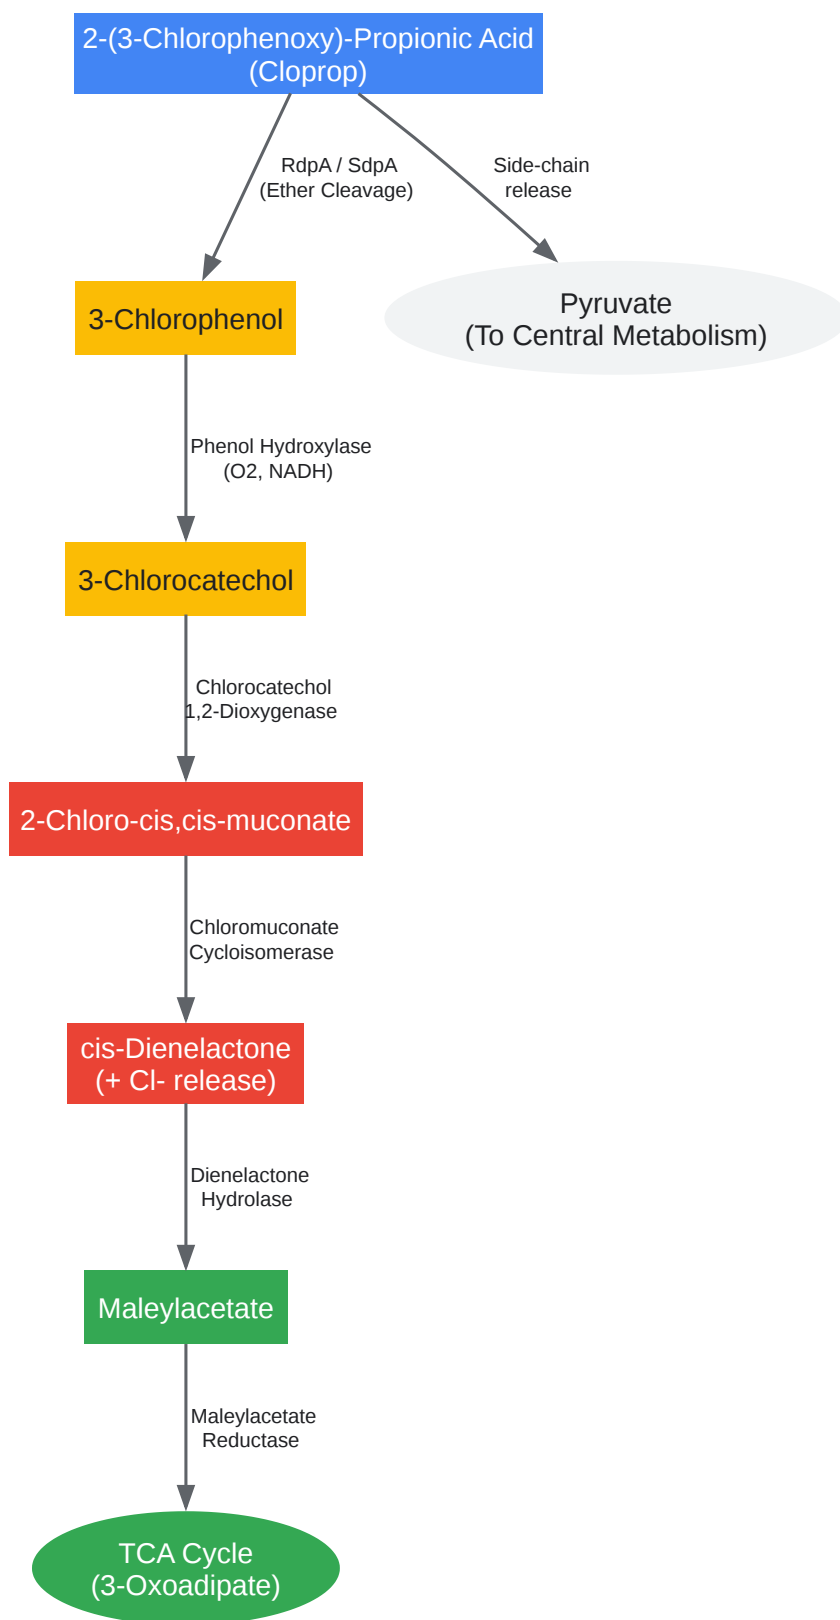 2-(3-Chlorophenoxy)-Propionic Acid
(Cloprop)
RdpA / SdpA
(Ether Cleavage)
Side-chain
release
3-Chlorophenol
Pyruvate
(To Central Metabolism)
Phenol Hydroxylase
(O2, NADH)
3-Chlorocatechol
Chlorocatechol
1,2-Dioxygenase
2-Chloro-cis,cis-muconate
Chloromuconate
Cycloisomerase
cis-Dienelactone
(+ Cl- release)
Dienelactone
Hydrolase
Maleylacetate
Maleylacetate
Reductase
TCA Cycle
(3-Oxoadipate)